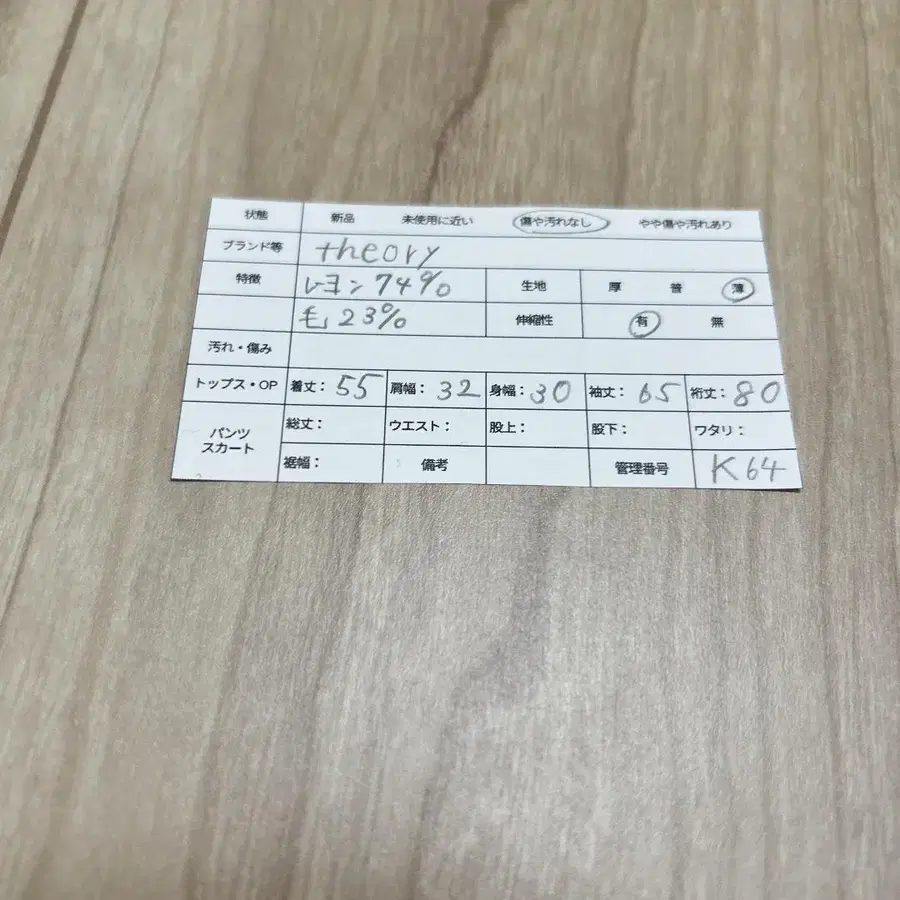 状態 新品 未使用に近い 傷や汚れなし やや傷や汚れあり
ブランド等 theory
特徴 レヨン 74% 生地 厚 普 薄
毛 23% 伸縮性 有 無
汚れ・傷み
トップス・OP 着丈： 55 肩幅： 32 身幅： 30 袖丈： 65 裄丈： 80
パンツ スカート 総丈： ウエスト： 股上： 股下： ワタリ：
裾幅： 備考 管理番号 K64